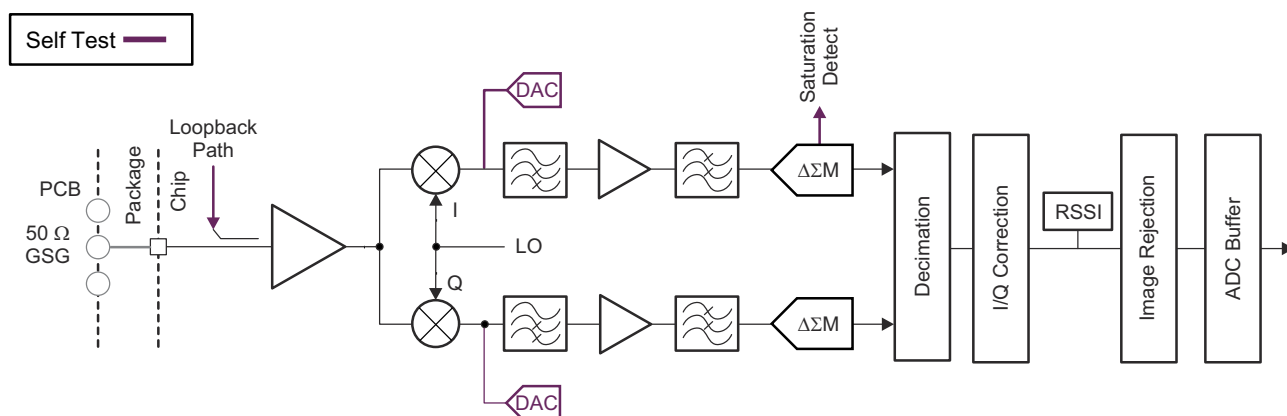 Self Test
DAC
Saturation
Detect
Loopback
Path
PCB
Package
Chip
50 Ω
GSG
I
LO
Q
ΔΣM
ΔΣM
DAC
Decimation
I/Q Correction
RSSI
Image Rejection
ADC Buffer